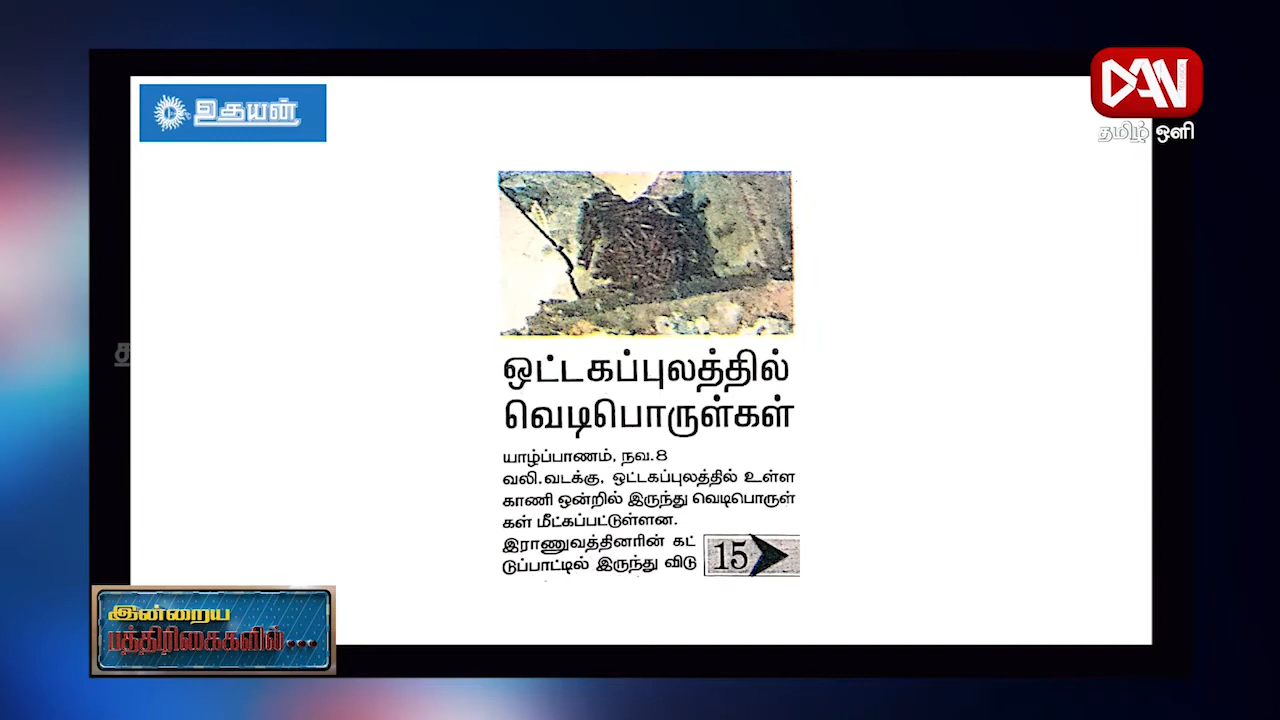 உதயன்
DAN
தமிழ் ஒளி
ஒட்டகப்புலத்தில்
வெடிபொருள்கள்
யாழ்ப்பாணம், நவ.8
வலி.வடக்கு, ஒட்டகப்புலத்தில் உள்ள
காணி ஒன்றில் இருந்து வெடிபொருள்
கள் மீட்கப்பட்டுள்ளன.
இராணுவத்தினரின் கட்
டுப்பாட்டில் இருந்து விடு
15
இன்றைய
பத்திரிகைகளில்...